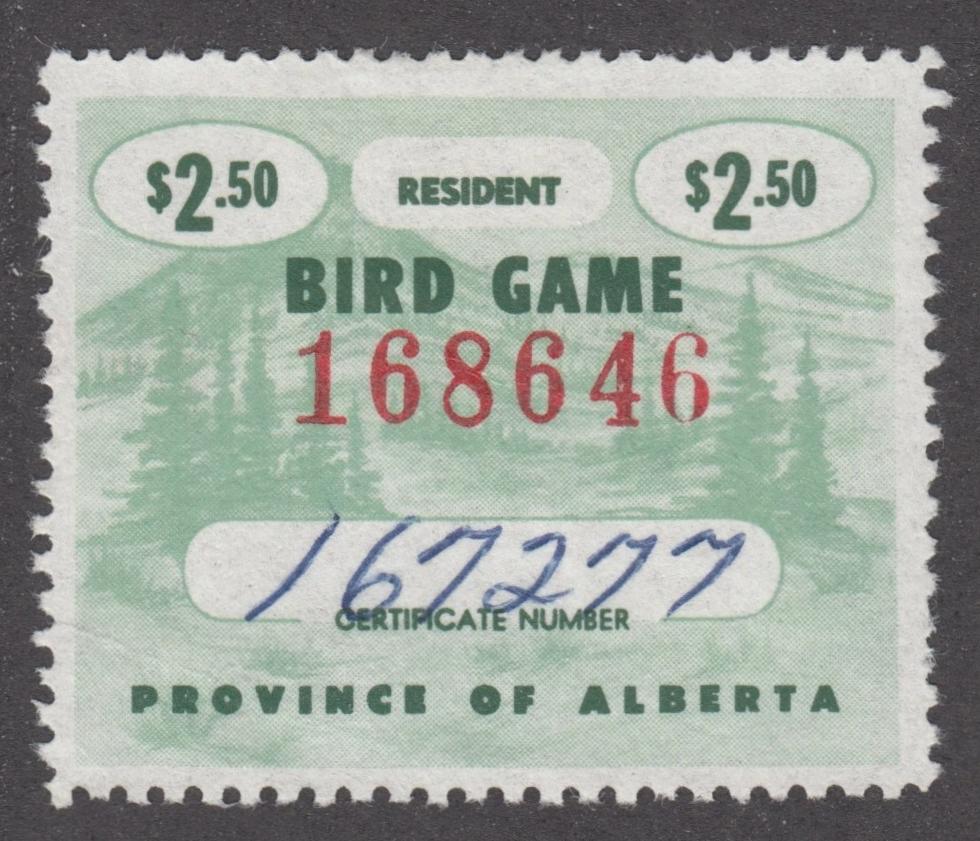 $2.50 RESIDENT $2.50
BIRD GAME
168646
167277
CERTIFICATE NUMBER
PROVINCE OF ALBERTA